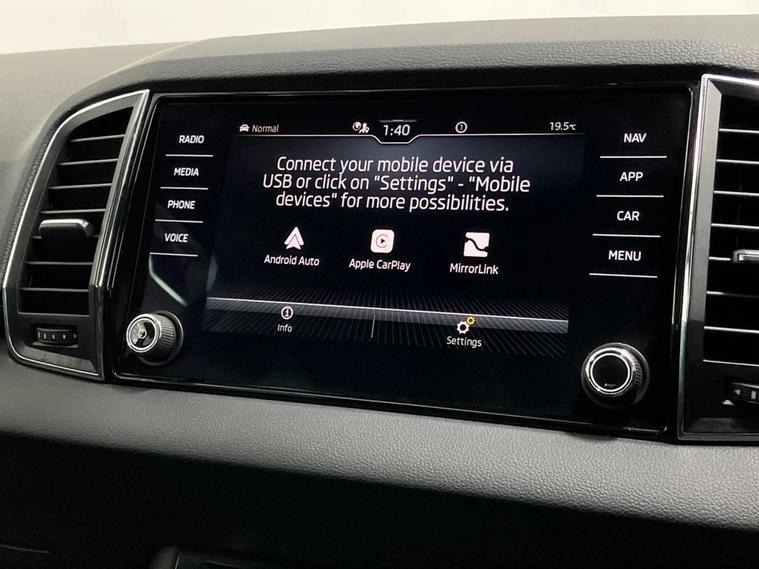 RADIO
MEDIA
PHONE
VOICE
Normal
1:40
19.5°C
Connect your mobile device via
USB or click on "Settings" - "Mobile
devices" for more possibilities.
Android Auto
Apple CarPlay
MirrorLink
Info
Settings
NAV
APP
CAR
MENU